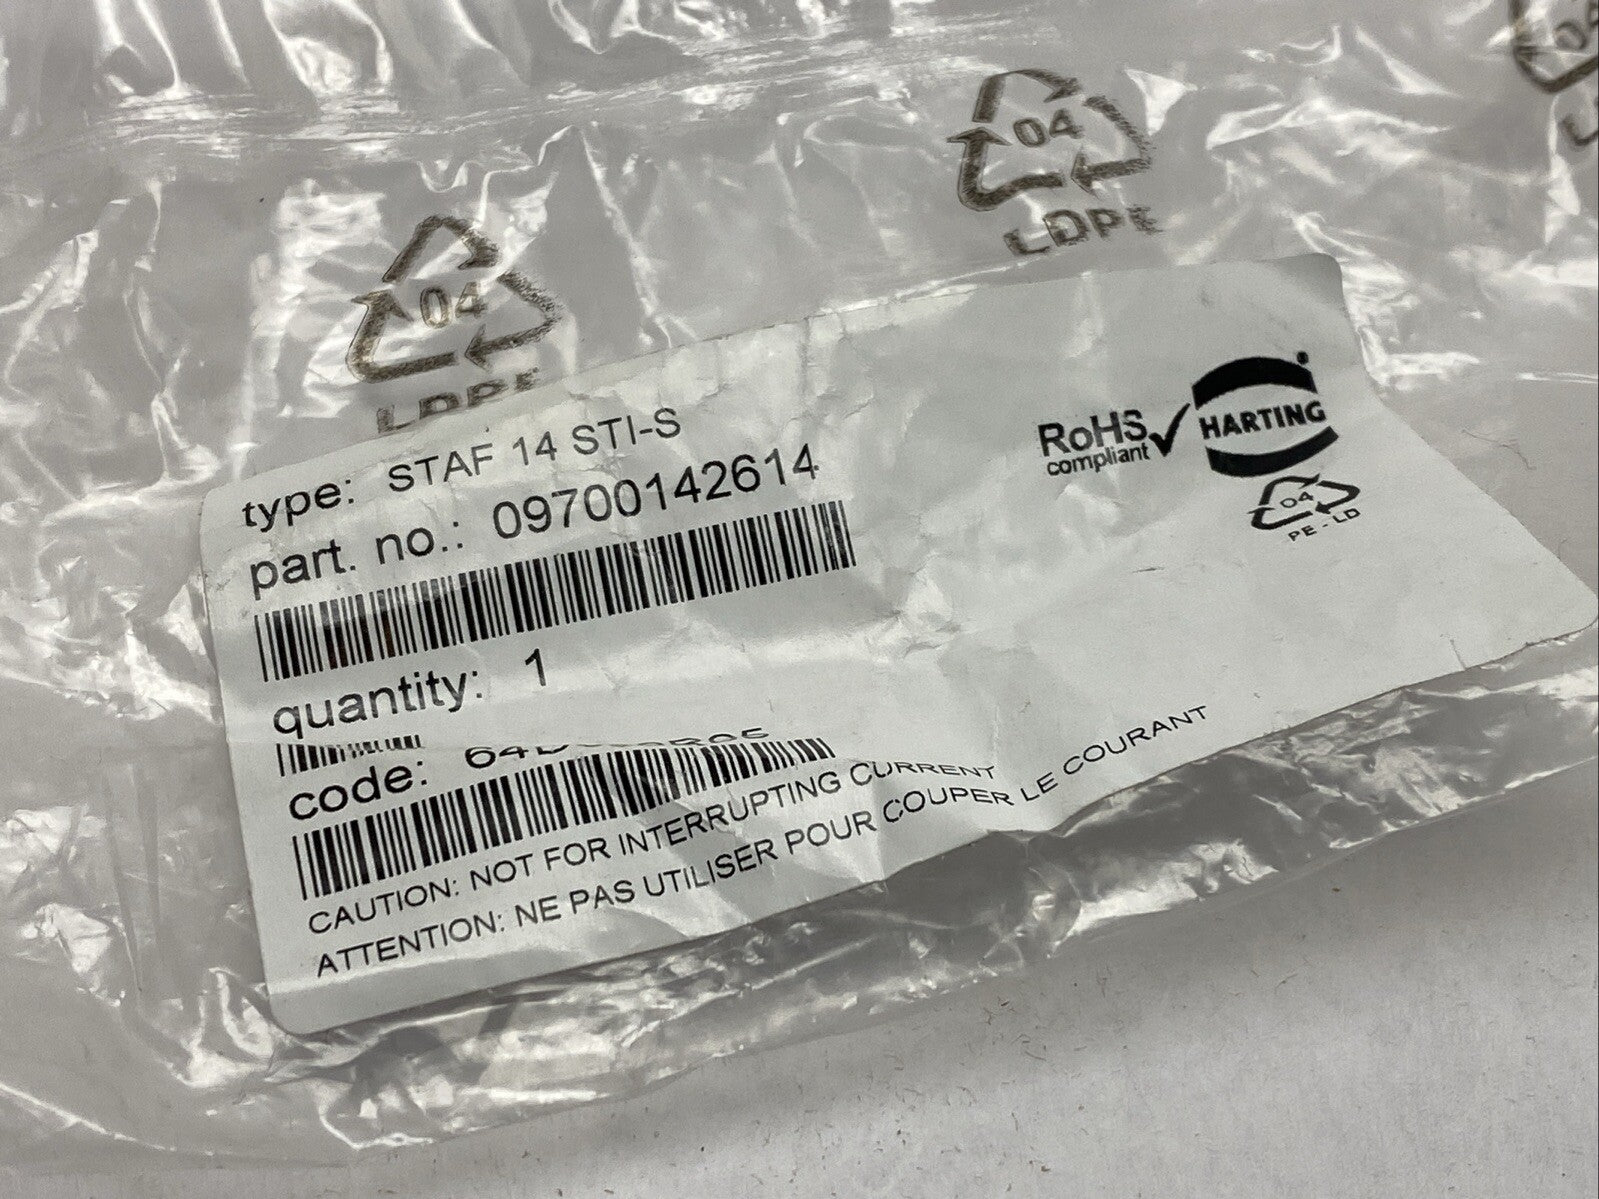 04
LDPE
04
LDPE
04
type: STAF 14 STI-S
part. no.: 09700142614
RoHS
compliant
HARTING
04
PE-LD
quantity: 1
code:
CAUTION: NOT FOR INTERRUPTING CURRENT
ATTENTION: NE PAS UTILISER POUR COUPER LE COURANT